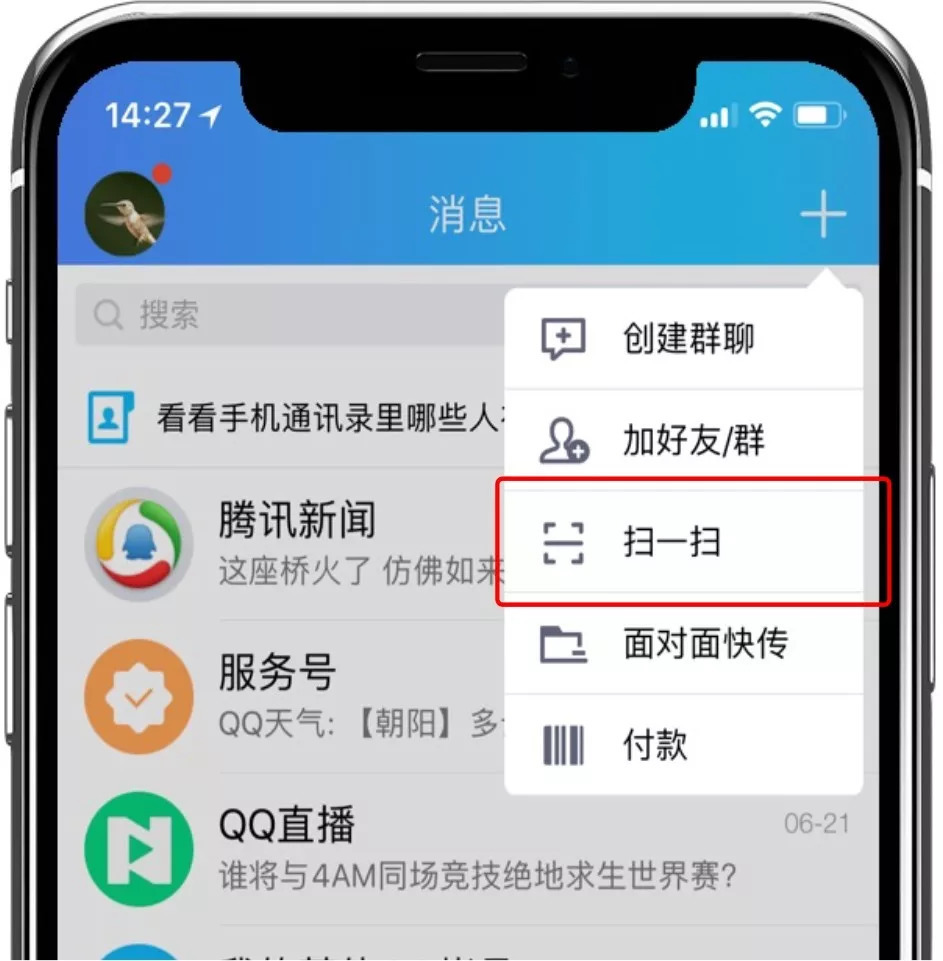 14:27
消息
搜索
创建群聊
看看手机通讯录里哪些人
加好友/群
腾讯新闻
扫一扫
这座桥火了 仿佛如来
服务号
面对面快传
QQ天气:【朝阳】多
付款
QQ直播
06-21
谁将与4AM同场竞技绝地求生世界赛?